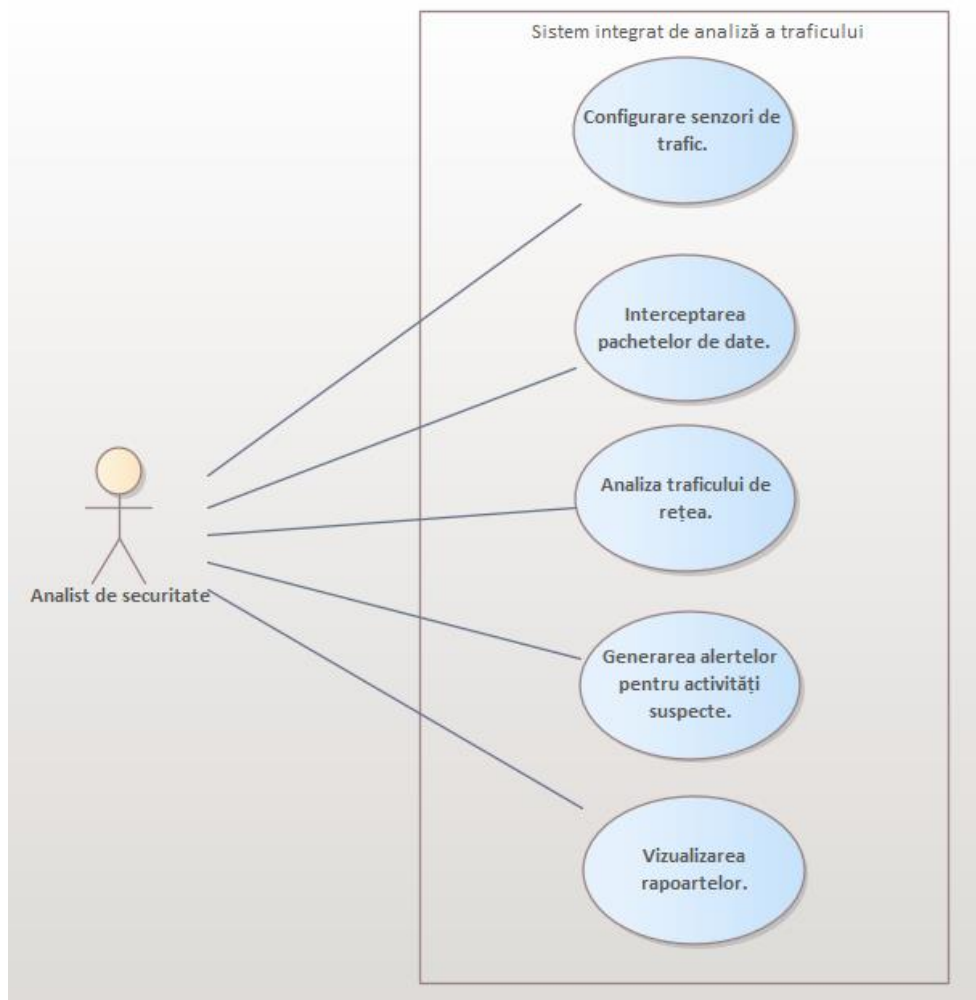 Sistem integrat de analiză a traficului
Configurare senzori de
trafic.
Interceptarea
pachetelor de date.
Analiza traficului de
rețea.
Analist de securitate
Generarea alertelor
pentru activități
suspecte.
Vizualizarea
rapoartelor.